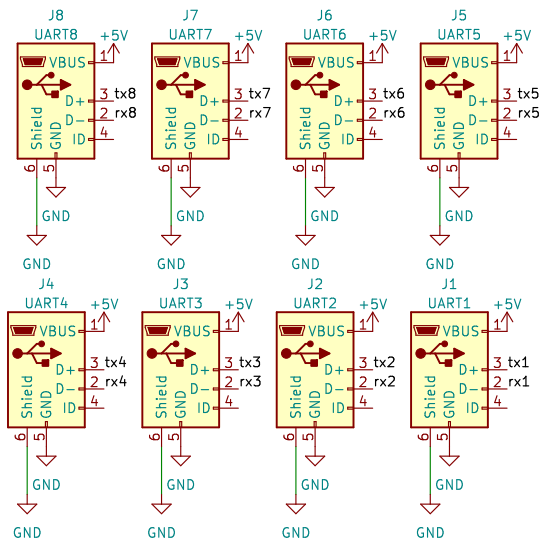 J8 J7 J6 J5
UART8 +5V UART7 +5V UART6 +5V UART5 +5V
VBUS 1 VBUS 1 VBUS 1 VBUS 1
D+ 3 tx8 D+ 3 tx7 D+ 3 tx6 D+ 3 tx5
D- 2 rx8 D- 2 rx7 D- 2 rx6 D- 2 rx5
Shield GND ID 4 Shield GND ID 4 Shield GND ID 4 Shield GND ID 4
6 5 6 5 6 5 6 5
GND GND GND GND
GND GND GND GND
J4 J3 J2 J1
UART4 +5V UART3 +5V UART2 +5V UART1 +5V
VBUS 1 VBUS 1 VBUS 1 VBUS 1
D+ 3 tx4 D+ 3 tx3 D+ 3 tx2 D+ 3 tx1
D- 2 rx4 D- 2 rx3 D- 2 rx2 D- 2 rx1
Shield GND ID 4 Shield GND ID 4 Shield GND ID 4 Shield GND ID 4
6 5 6 5 6 5 6 5
GND GND GND GND
GND GND GND GND